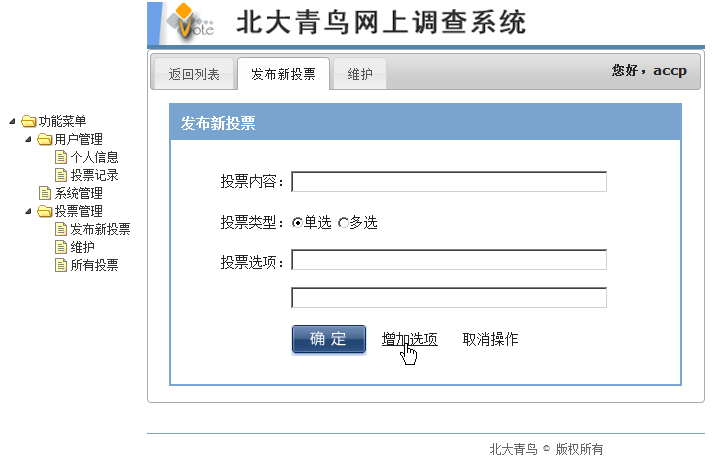 Vote 北大青鸟网上调查系统
返回列表 发布新投票 维护 您好，accp
功能菜单
用户管理
个人信息
投票记录
系统管理
投票管理
发布新投票
维护
所有投票
发布新投票
投票内容：
投票类型： 单选 多选
投票选项：
确定 增加选项 取消操作
北大青鸟 © 版权所有